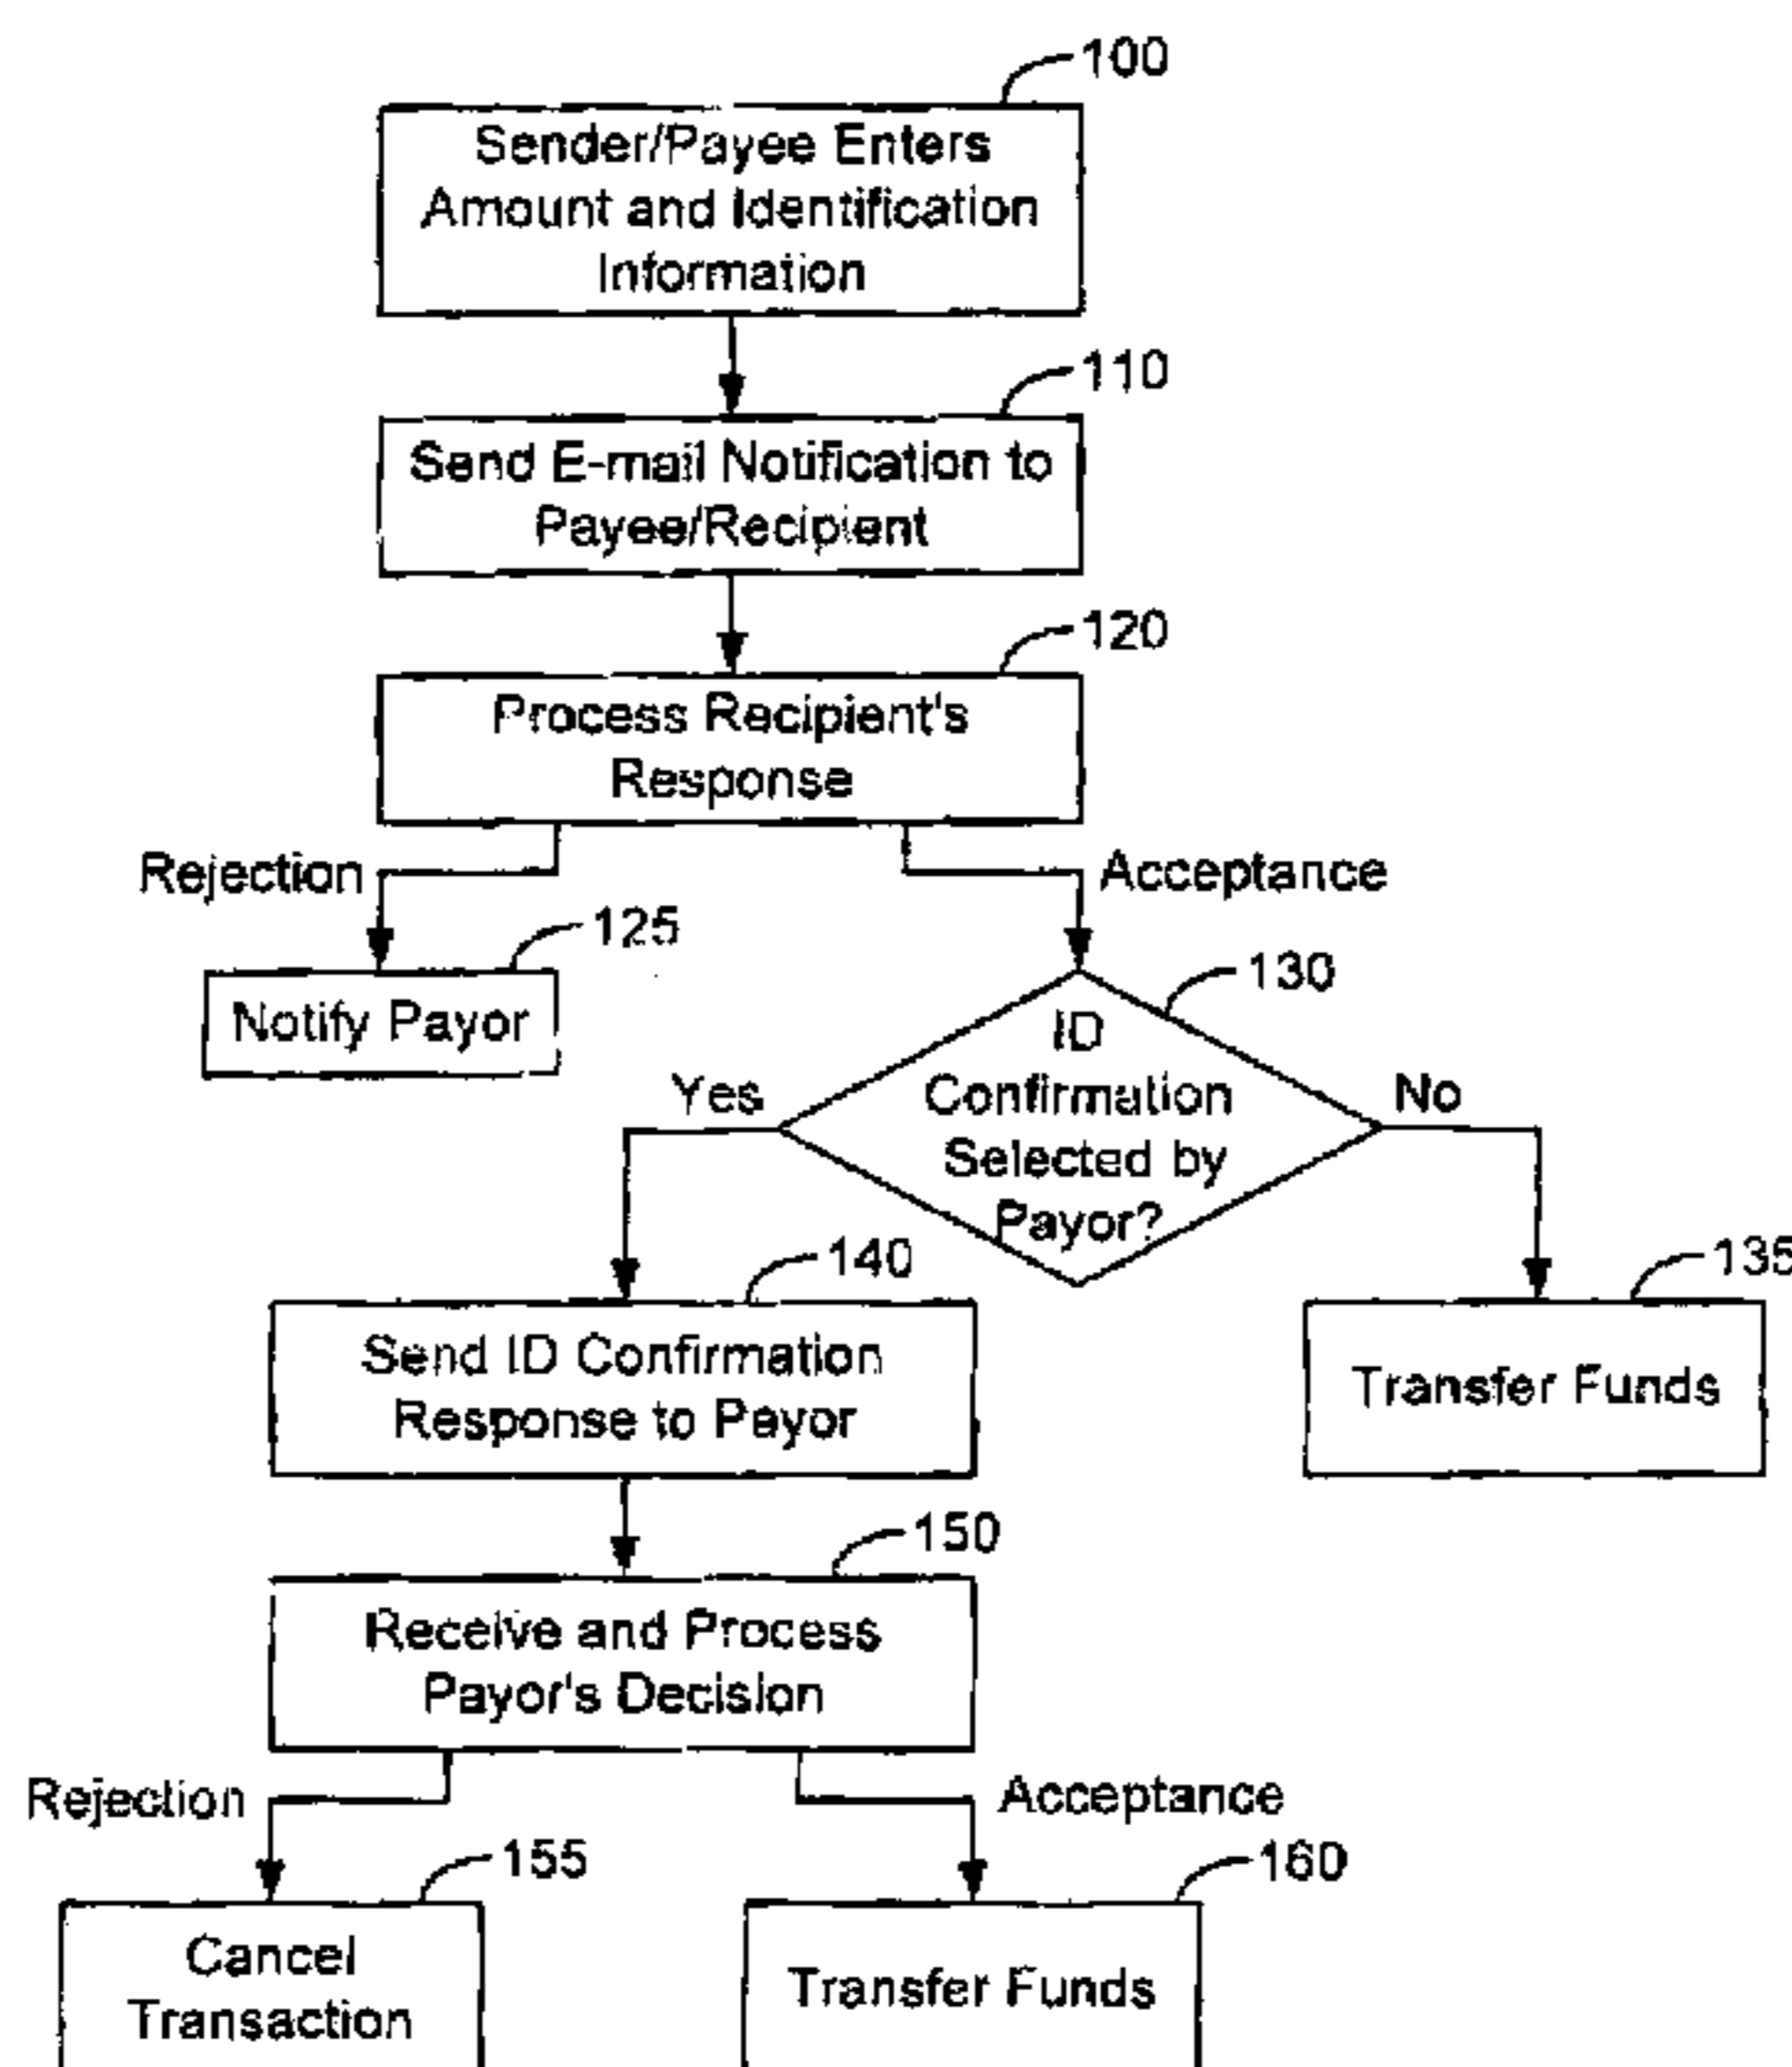 100
Sender/Payee Enters
Amount and Identification
Information
110
Send E-mail Notification to
Payee/Recipient
120
Process Recipient's
Response
Rejection
Acceptance
125
Notify Payor
130
ID
Confirmation
Selected by
Payor?
Yes
No
140
Send ID Confirmation
Response to Payor
135
Transfer Funds
150
Receive and Process
Payor's Decision
Rejection
Acceptance
155
Cancel
Transaction
160
Transfer Funds